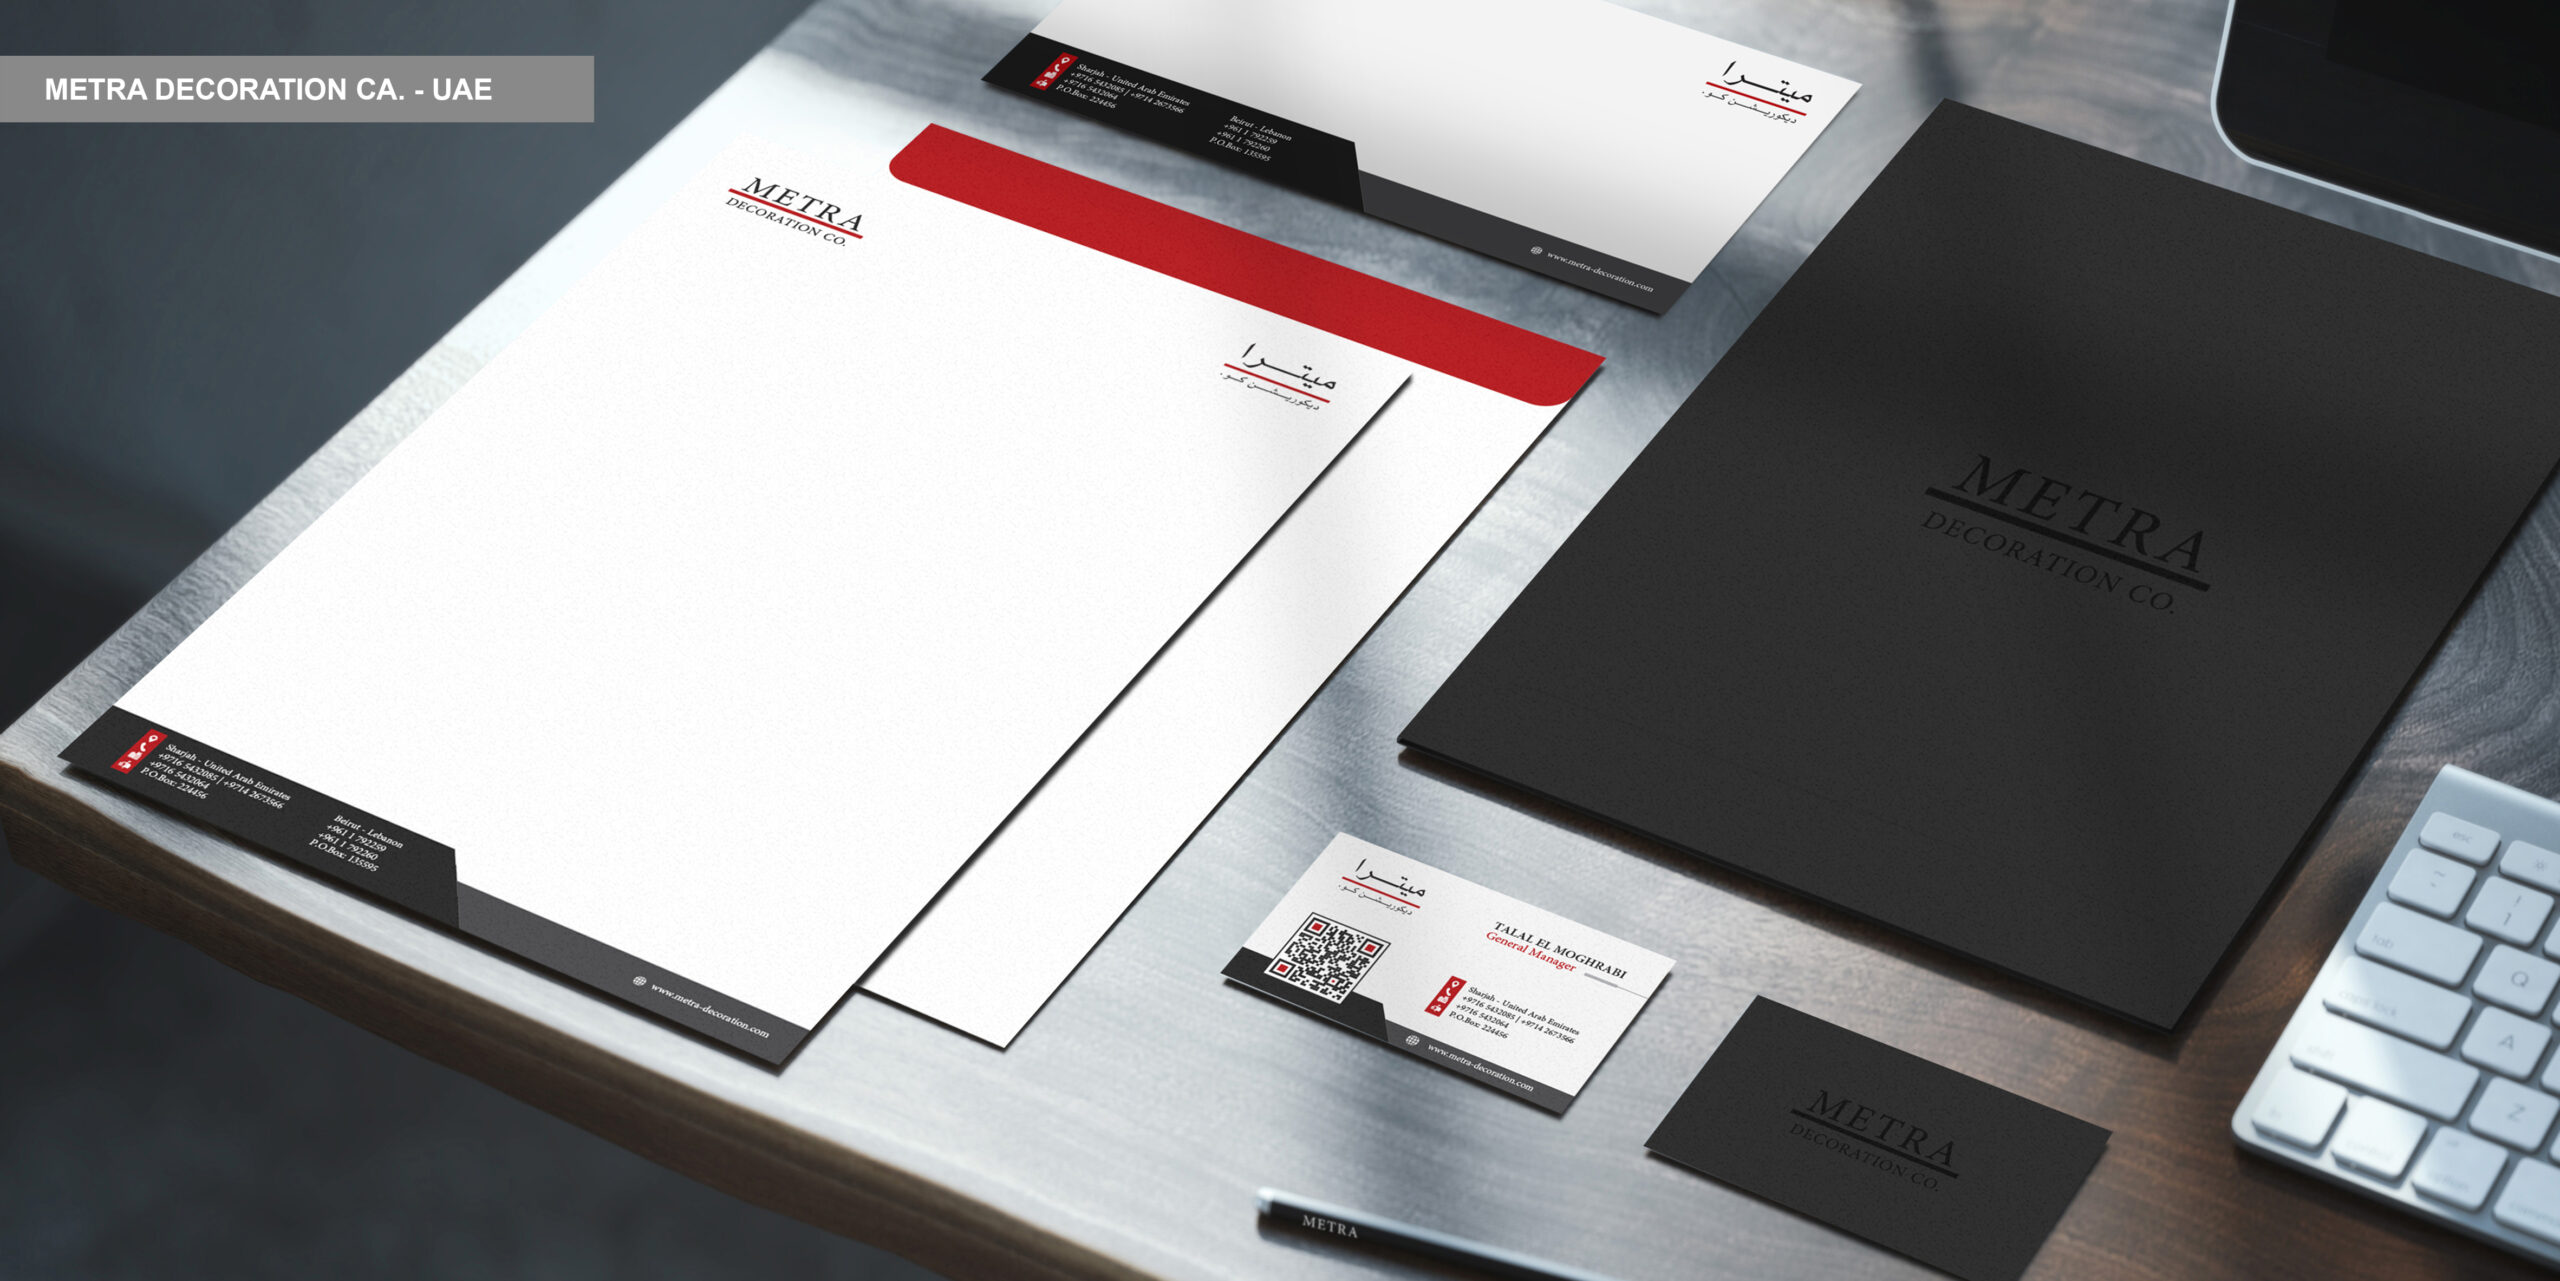 METRA DECORATION CA. - UAE
Sharjah - United Arab Emirates
+9716 5432085 | +9714 2673566
+9716 5432064
P.O.Box: 224456
Beirut - Lebanon
+961 1 792259
+961 1 792260
P.O.Box: 135595
ميترا
ديكوريشن كو.
www.metra-decoration.com
METRA
DECORATION CO.
ميترا
ديكوريشن كو.
Sharjah - United Arab Emirates
+9716 5432085 | +9714 2673566
+9716 5432064
P.O.Box: 224456
Beirut - Lebanon
+961 1 792259
+961 1 792260
P.O.Box: 135595
www.metra-decoration.com
METRA
DECORATION CO.
ميترا
ديكوريشن كو.
TALAL EL MOGHRABI
General Manager
Sharjah - United Arab Emirates
+9716 5432085 | +9714 2673566
+9716 5432064
P.O.Box: 224456
www.metra-decoration.com
METRA
DECORATION CO.
METRA
esc
tab
Q
A
Z